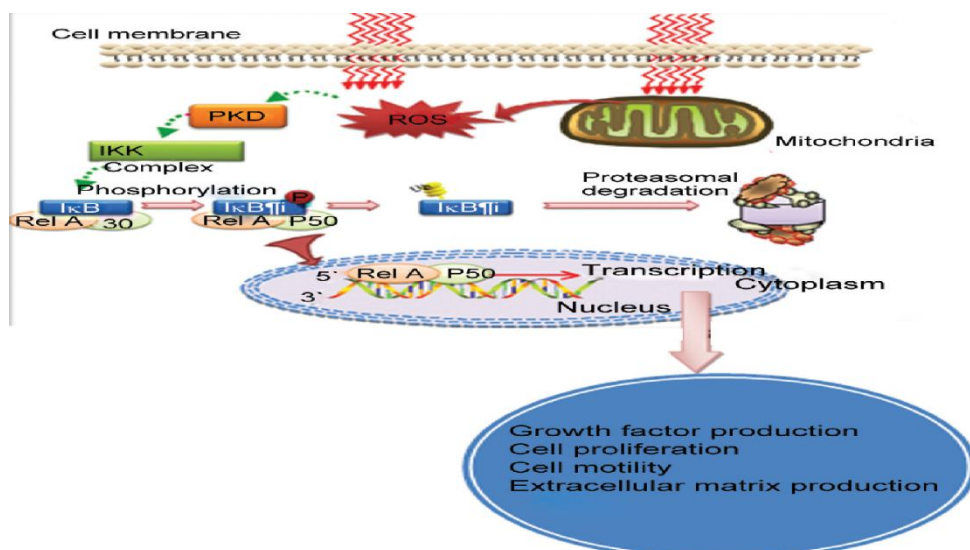 Cell membrane
PKD
ROS
Mitochondria
IKK
Complex
Phosphorylation
Proteasomal
degradation
IκB
IκB¶i
P
Ub
IκB¶i
Rel A
30
Rel A
P50
5`
Rel A
P50
Transcription
Cytoplasm
3`
Nucleus
Growth factor production
Cell proliferation
Cell motility
Extracellular matrix production